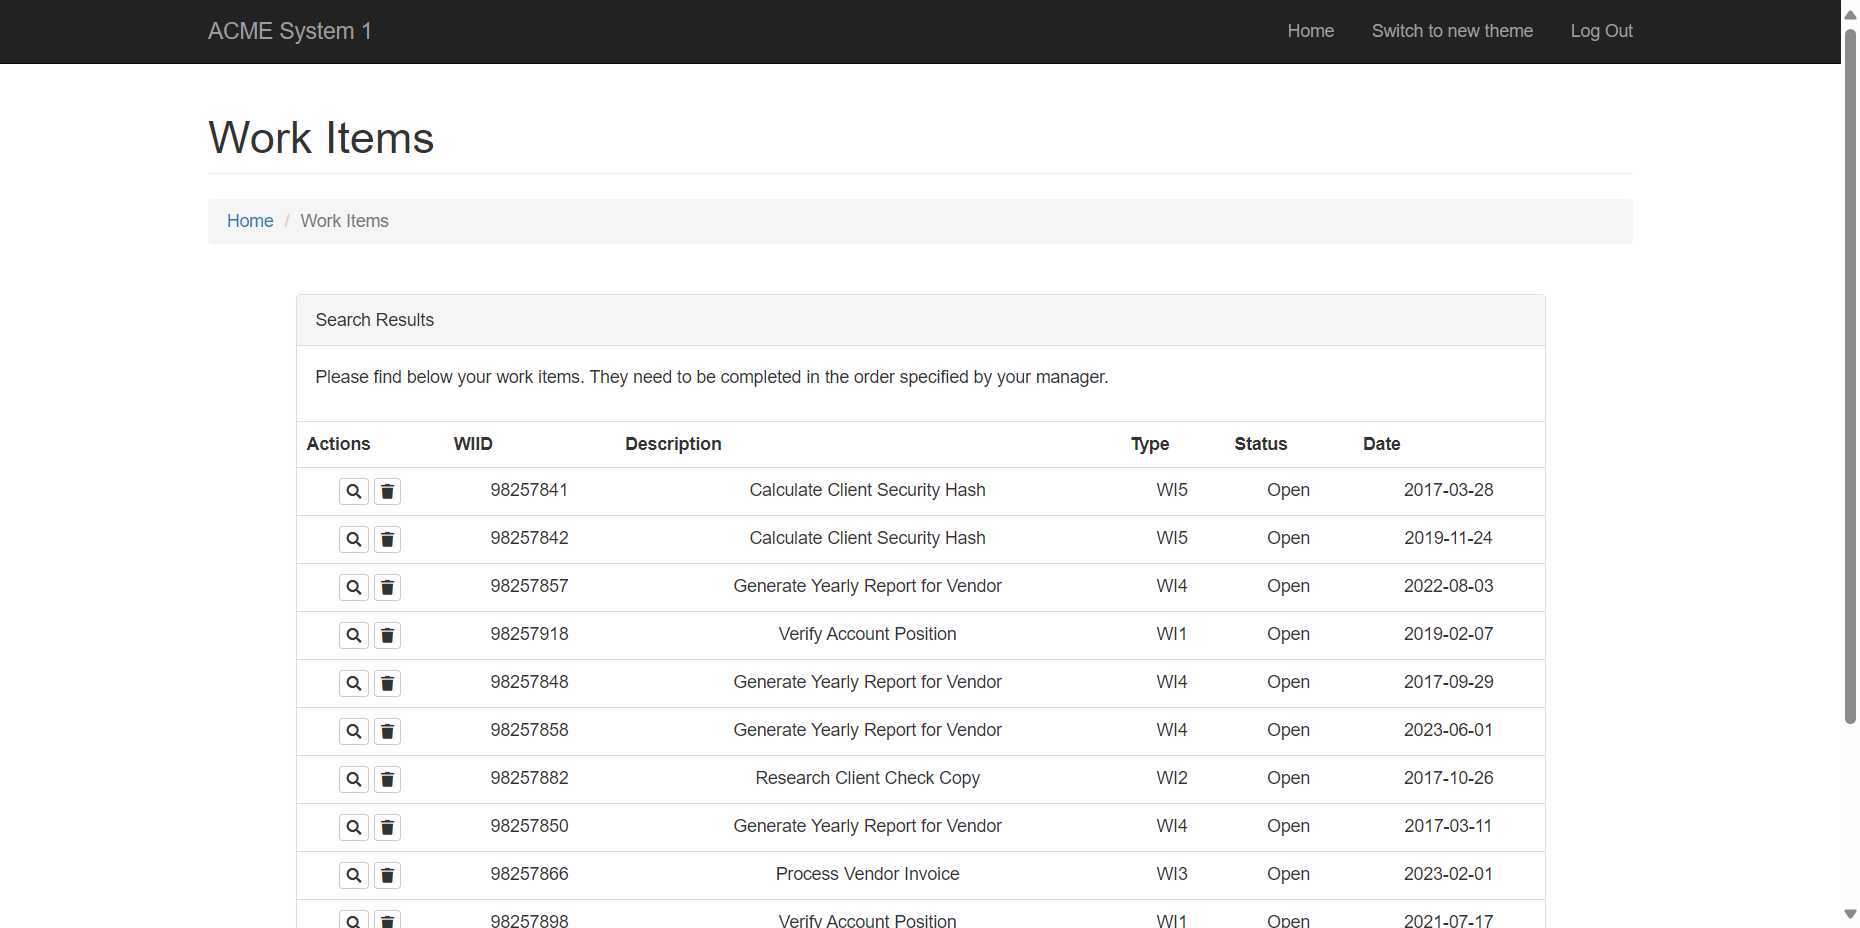 ACME System 1 Home Switch to new theme Log Out
Work Items
Home / Work Items
Search Results
Please find below your work items. They need to be completed in the order specified by your manager.
Actions WIID Description Type Status Date
98257841 Calculate Client Security Hash WI5 Open 2017-03-28
98257842 Calculate Client Security Hash WI5 Open 2019-11-24
98257857 Generate Yearly Report for Vendor WI4 Open 2022-08-03
98257918 Verify Account Position WI1 Open 2019-02-07
98257848 Generate Yearly Report for Vendor WI4 Open 2017-09-29
98257858 Generate Yearly Report for Vendor WI4 Open 2023-06-01
98257882 Research Client Check Copy WI2 Open 2017-10-26
98257850 Generate Yearly Report for Vendor WI4 Open 2017-03-11
98257866 Process Vendor Invoice WI3 Open 2023-02-01
98257898 Verify Account Position WI1 Open 2021-07-17